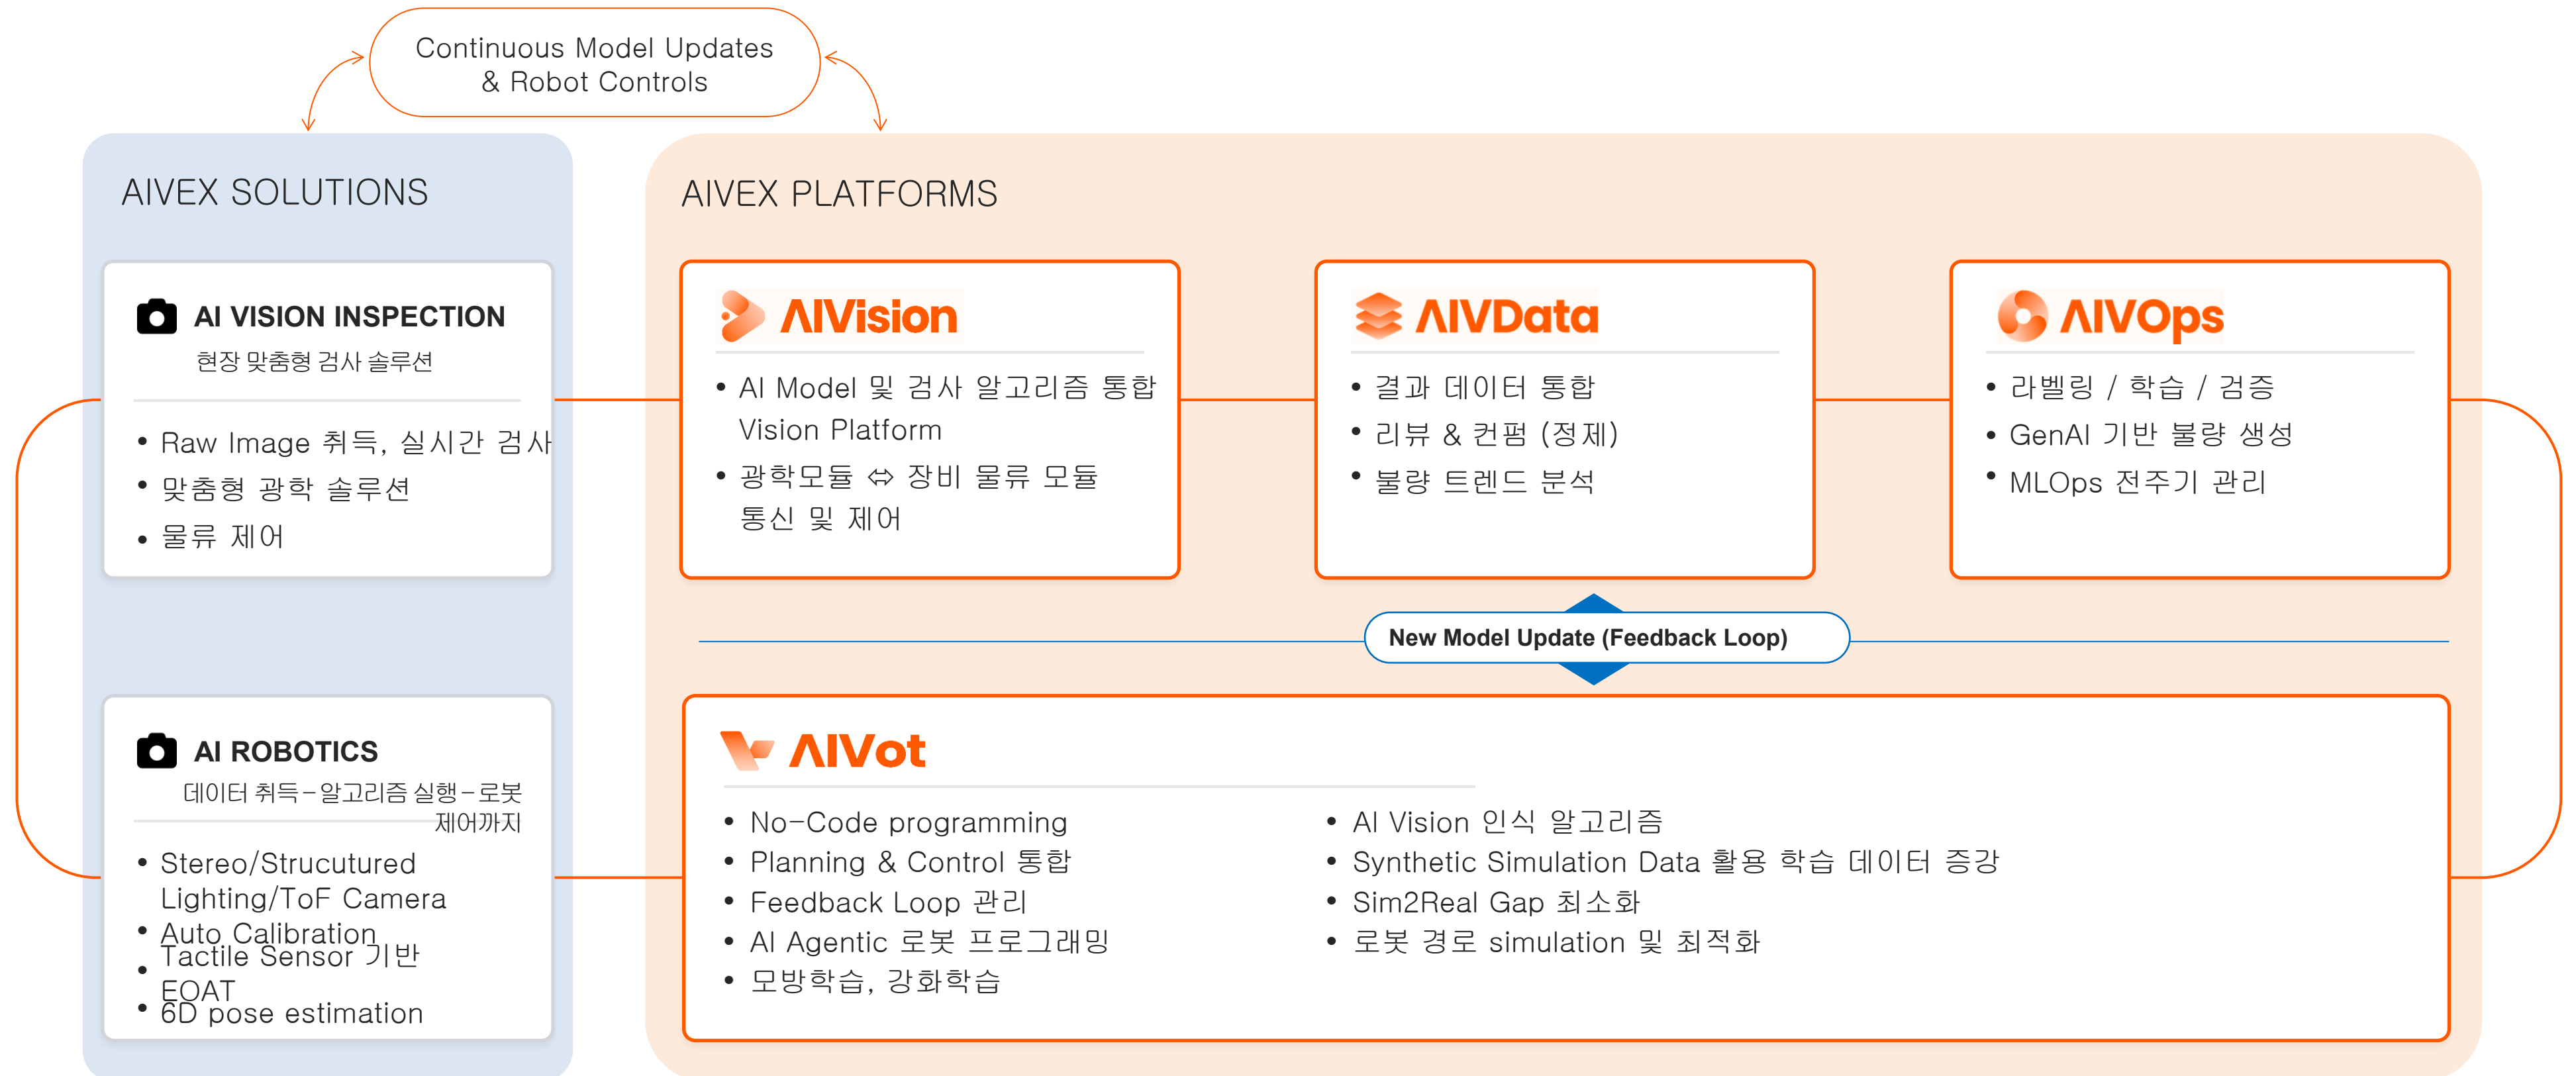 Continuous Model Updates
& Robot Controls
AIVEX SOLUTIONS
AI VISION INSPECTION
현장 맞춤형 검사 솔루션
• Raw Image 취득, 실시간 검사
• 맞춤형 광학 솔루션
• 물류 제어
AI ROBOTICS
데이터 취득-알고리즘 실행-로봇
제어까지
• Stereo/Strucutured
Lighting/ToF Camera
• Auto Calibration
• Tactile Sensor 기반
EOAT
• 6D pose estimation
AIVEX PLATFORMS
AIVision
• AI Model 및 검사 알고리즘 통합
Vision Platform
• 광학모듈 ⇔ 장비 물류 모듈
통신 및 제어
AIVData
• 결과 데이터 통합
• 리뷰 & 컨펌 (정제)
• 불량 트렌드 분석
AIVOps
• 라벨링 / 학습 / 검증
• GenAI 기반 불량 생성
• MLOps 전주기 관리
New Model Update (Feedback Loop)
AIVot
• No-Code programming
• Planning & Control 통합
• Feedback Loop 관리
• AI Agentic 로봇 프로그래밍
• 모방학습, 강화학습
• AI Vision 인식 알고리즘
• Synthetic Simulation Data 활용 학습 데이터 증강
• Sim2Real Gap 최소화
• 로봇 경로 simulation 및 최적화